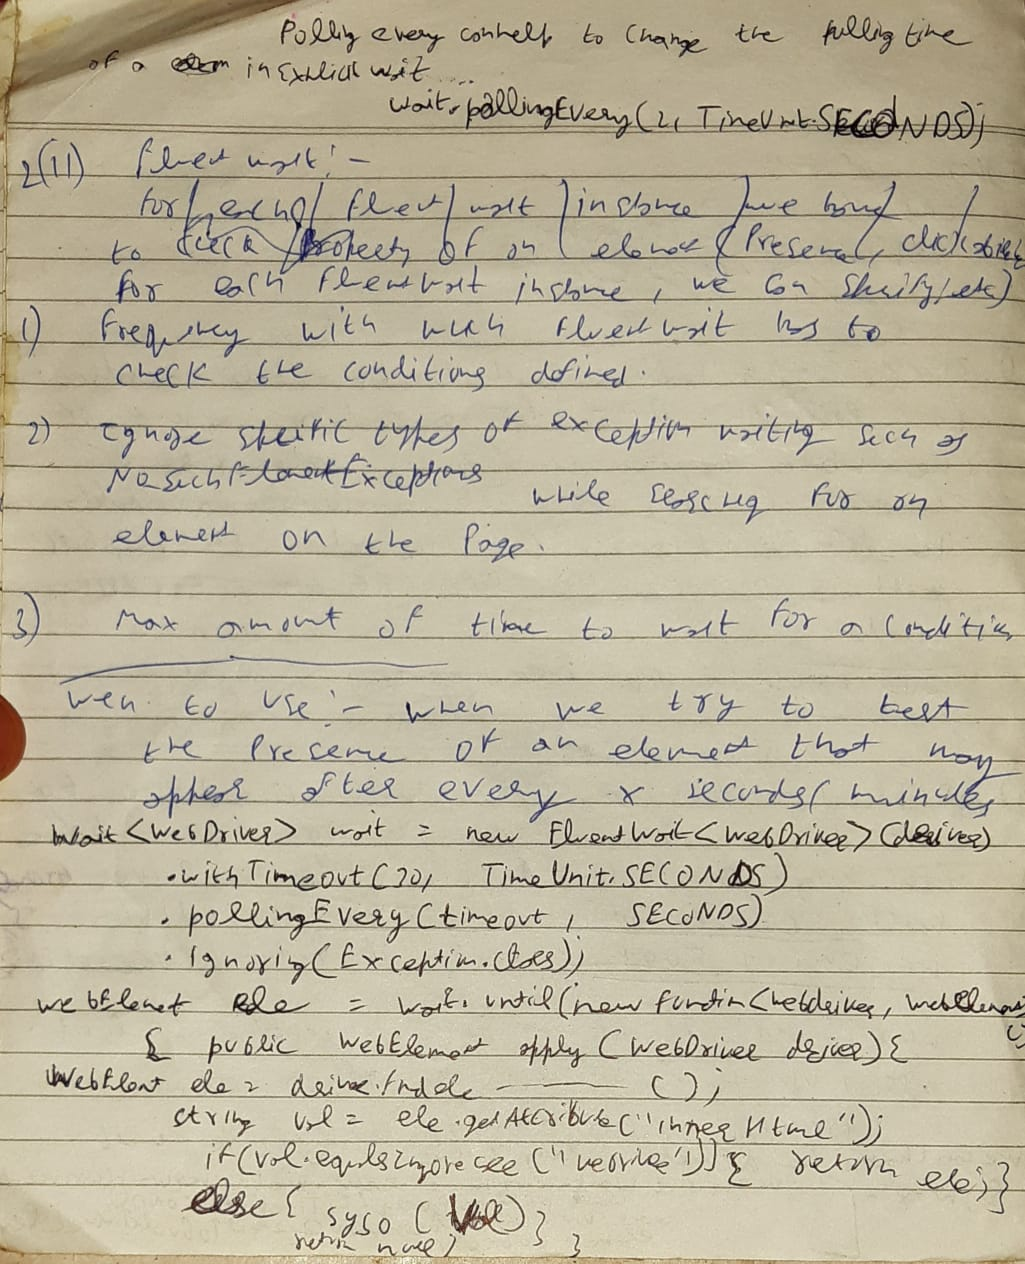 Polling every conhelp to change the pulling time
of a in Explicit wait ...
wait.pollingEvery(2, TimeUnit.SECONDS);
2(ii) fluent wait:-
for each fluent wait instance we have
to check property of an element (Presence, clickable
for each fluentwait instance, we can specify, etc)
1) Frequency with which fluent wait has to
check the conditions defined.
2) Ignore specific types of exception waiting such as
NoSuchElementExceptions while searching for an
element on the Page.
3) Max amount of time to wait for a condition
wen to use:- when we try to test
the Presence of an element that may
appear after every x seconds/minutes
Wait<WebDriver> wait = new FluentWait<WebDriver>(driver)
.withTimeout(20, TimeUnit.SECONDS)
.pollingEvery(timeout, SECONDS)
.Ignoring(Exception.class);
webElement ele = wait.until(new function<webdriver, WebElement>
()
{ public WebElement apply (WebDriver driver){
WebElement ele = driver.findele ——— ();
string val = ele.getAttribute("innerHtml");
if(val.equalsIgnorecase(" ")){ return ele;}
else{ syso (val); }
return null; }